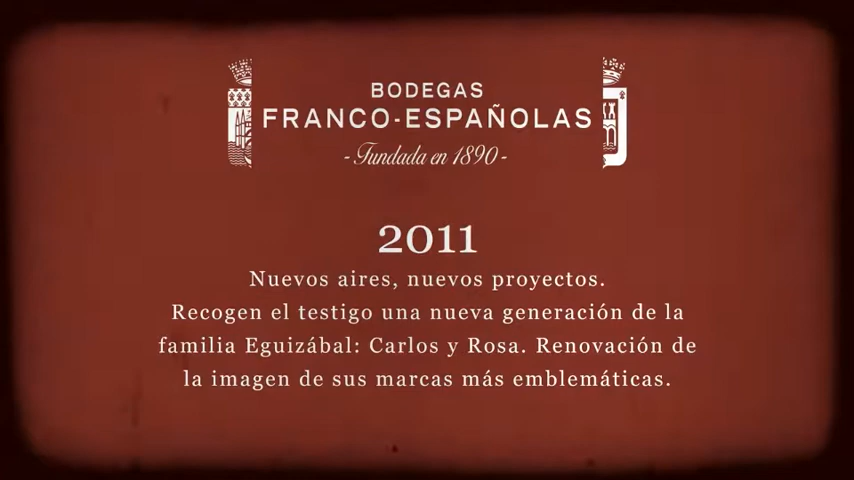 BODEGAS
FRANCO-ESPAÑOLAS
- Fundada en 1890 -
2011
Nuevos aires, nuevos proyectos.
Recogen el testigo una nueva generación de la
familia Eguizábal: Carlos y Rosa. Renovación de
la imagen de sus marcas más emblemáticas.